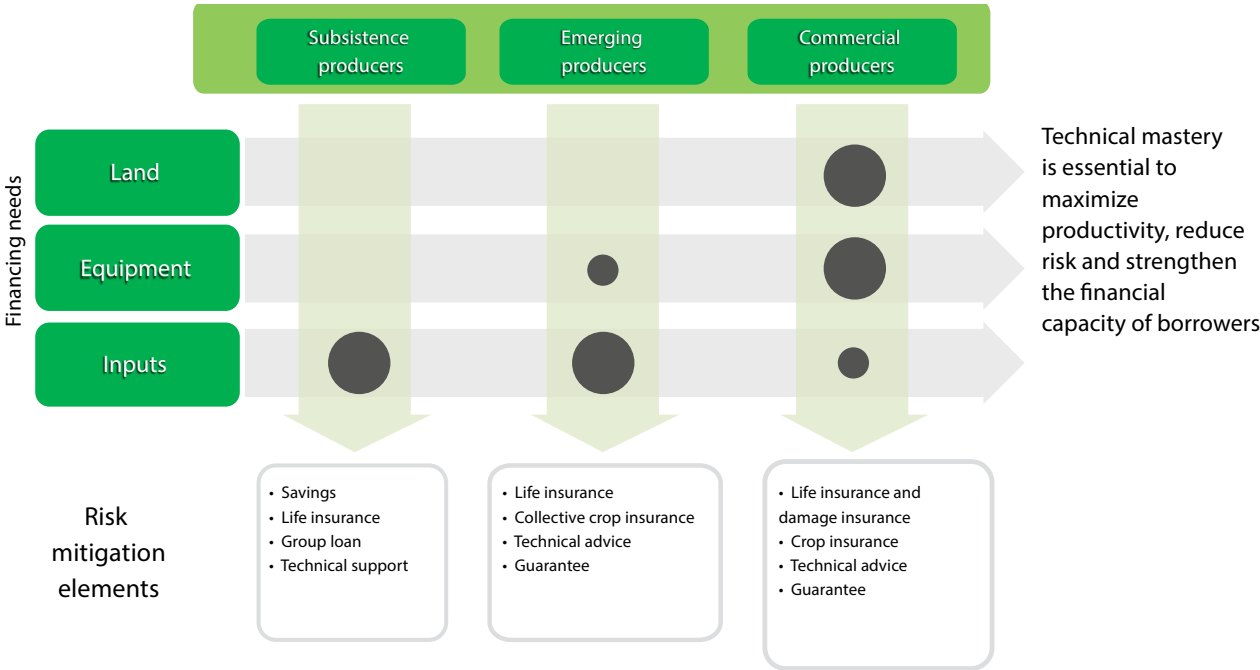 Subsistence
producers
Emerging
producers
Commercial
producers
Financing needs
Land
Equipment
Inputs
Technical mastery
is essential to
maximize
productivity, reduce
risk and strengthen
the financial
capacity of borrowers
Risk
mitigation
elements
• Savings
• Life insurance
• Group loan
• Technical support
• Life insurance
• Collective crop insurance
• Technical advice
• Guarantee
• Life insurance and
damage insurance
• Crop insurance
• Technical advice
• Guarantee